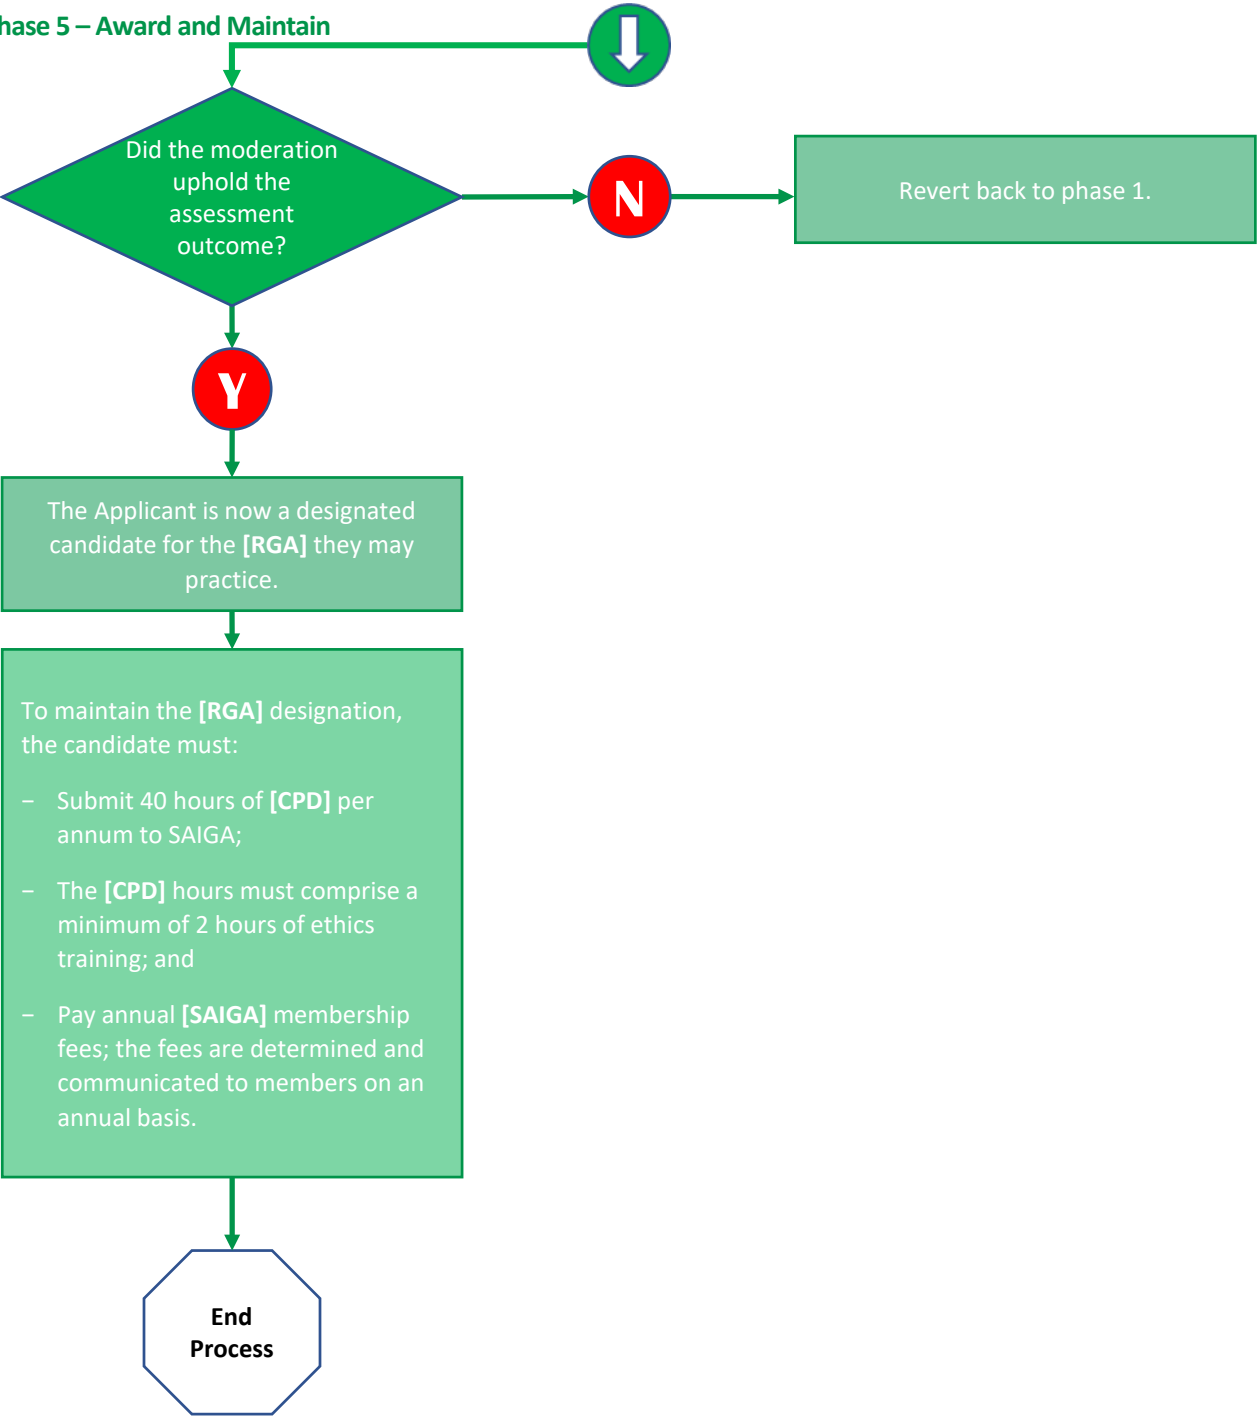 hase 5 – Award and Maintain
Did the moderation
uphold the
assessment
outcome?
N
Revert back to phase 1.
Y
The Applicant is now a designated
candidate for the [RGA] they may
practice.
To maintain the [RGA] designation,
the candidate must:
− Submit 40 hours of [CPD] per
annum to SAIGA;
− The [CPD] hours must comprise a
minimum of 2 hours of ethics
training; and
− Pay annual [SAIGA] membership
fees; the fees are determined and
communicated to members on an
annual basis.
End
Process